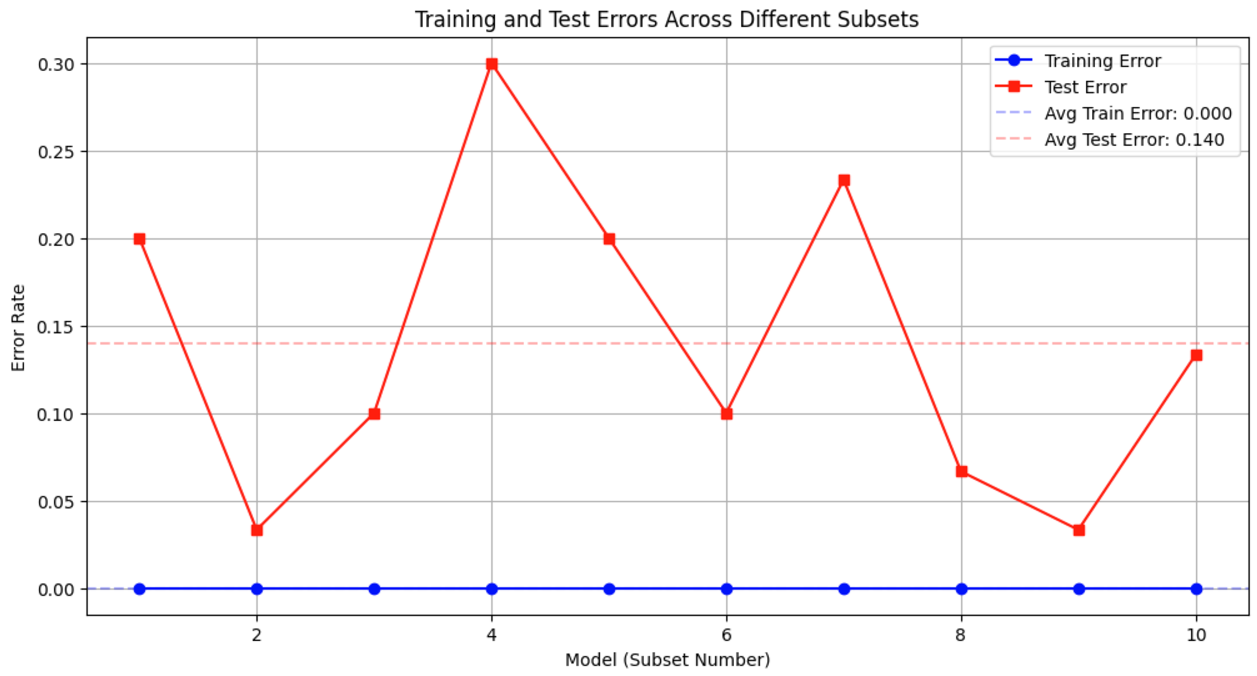 Training and Test Errors Across Different Subsets
Training Error
Test Error
Avg Train Error: 0.000
Avg Test Error: 0.140
Error Rate
0.30
0.25
0.20
0.15
0.10
0.05
0.00
2 4 6 8 10
Model (Subset Number)